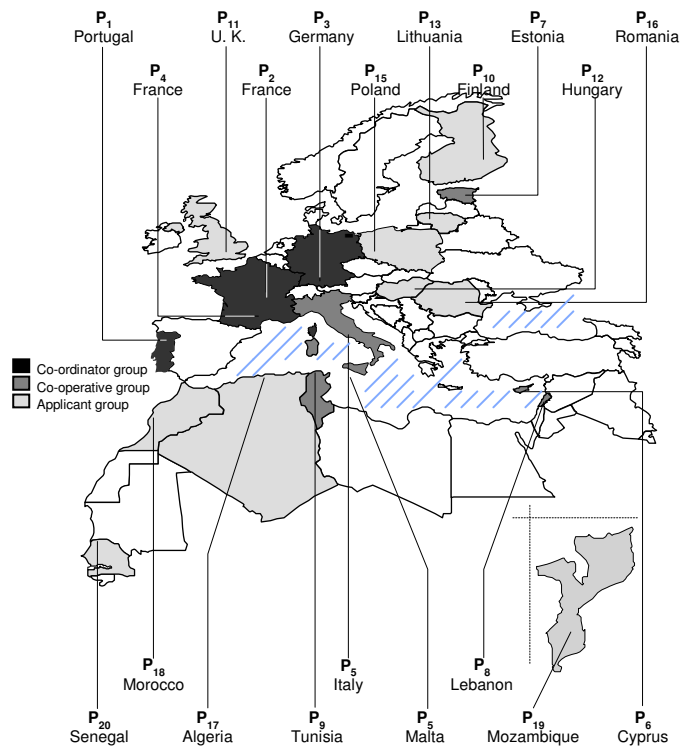 P1 P11 P3 P13 P7 P16
Portugal U. K. Germany Lithuania Estonia Romania
P4 P2 P15 P10 P12
France France Poland Finland Hungary
Co-ordinator group
Co-operative group
Applicant group
P18 P5 P8
Morocco Italy Lebanon
P20 P17 P9 P5 P19 P6
Senegal Algeria Tunisia Malta Mozambique Cyprus